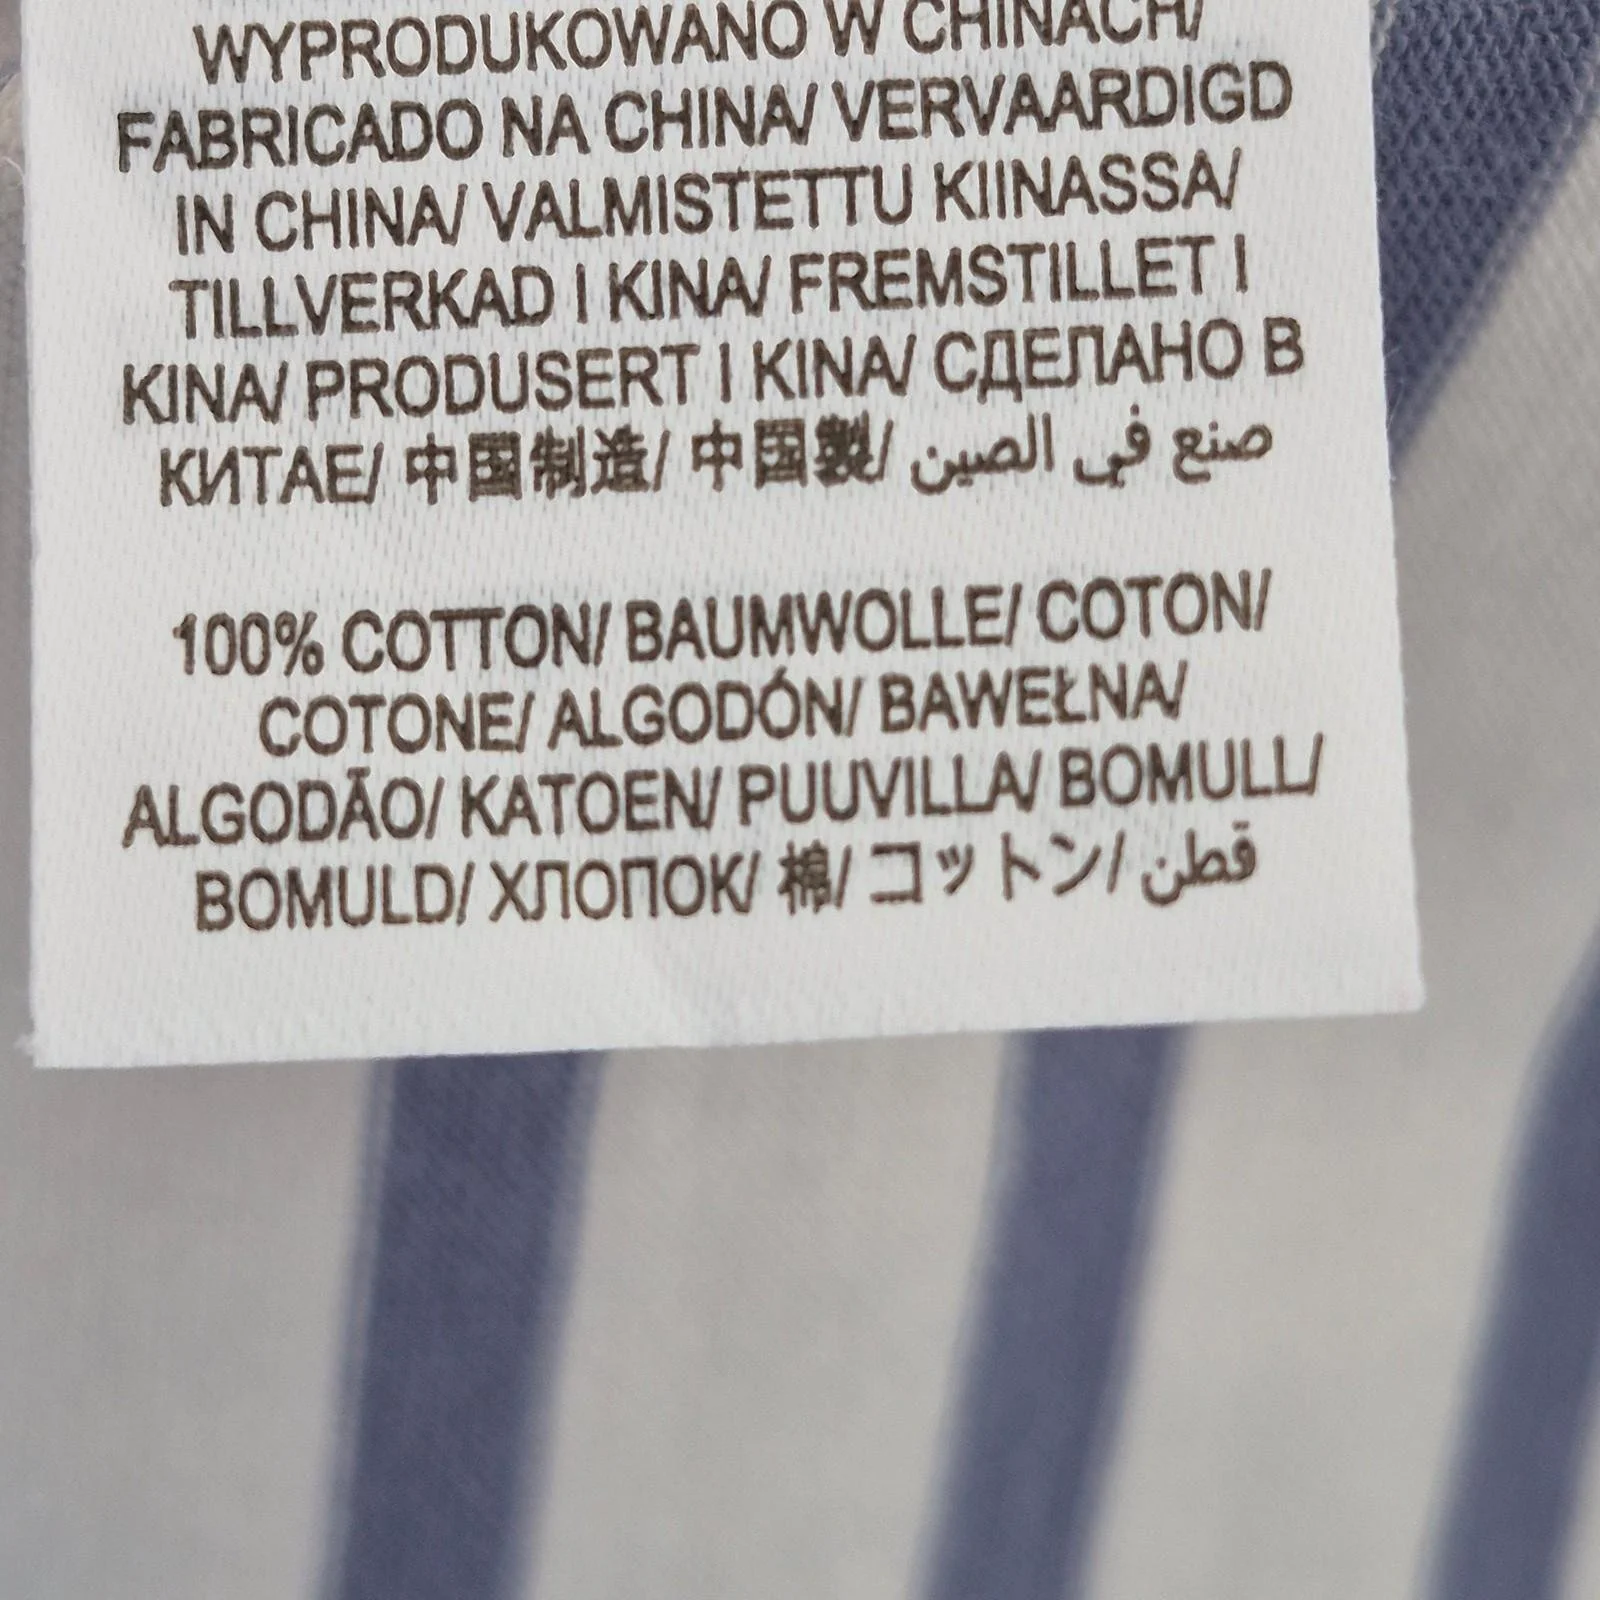 WYPRODUKOWANO W CHINACH/
FABRICADO NA CHINA/ VERVAARDIGD
IN CHINA/ VALMISTETTU KIINASSA/
TILLVERKAD I KINA/ FREMSTILLET I
KINA/ PRODUSERT I KINA/ СДЕЛАНО В
КИТАЕ/ 中国制造/ 中国製/ صنع في الصين
100% COTTON/ BAUMWOLLE/ COTON/
COTONE/ ALGODÓN/ BAWEŁNA/
ALGODÃO/ KATOEN/ PUUVILLA/ BOMULL/
BOMULD/ ХЛОПОК/ 棉/ コットン/ قطن